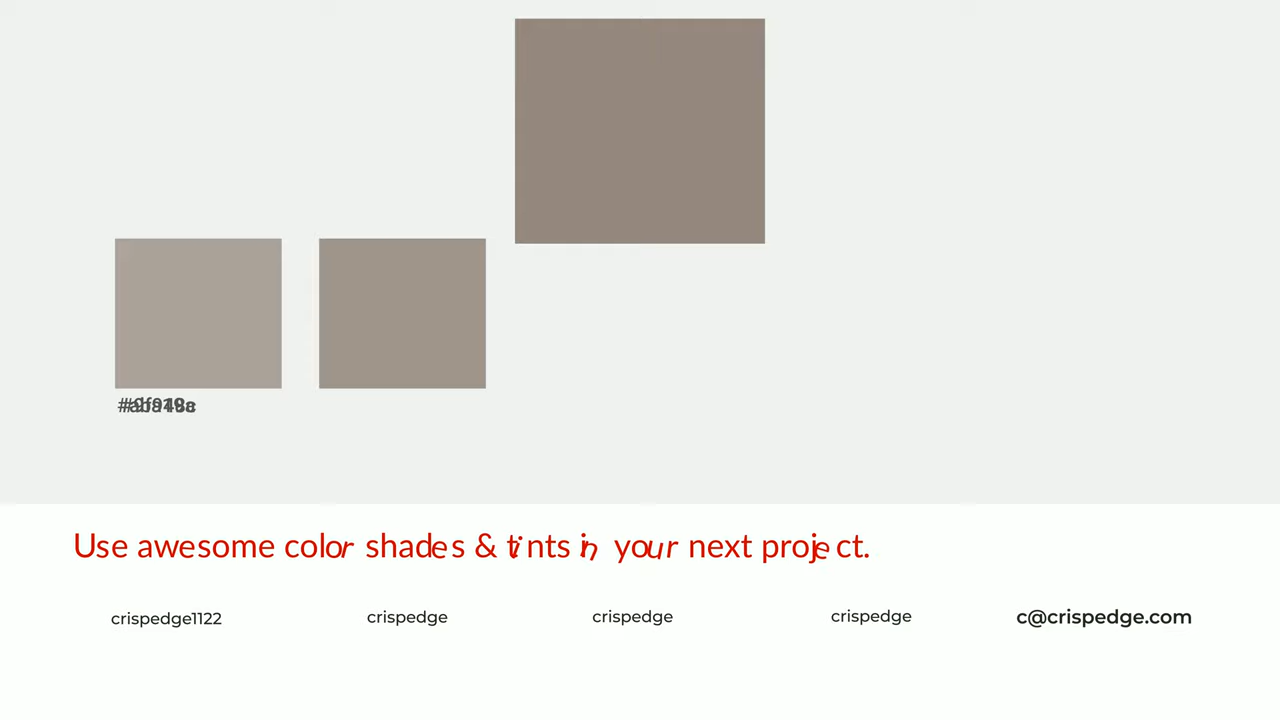 Use awesome color shades & tints in your next project.
crispedge1122 crispedge crispedge crispedge c@crispedge.com